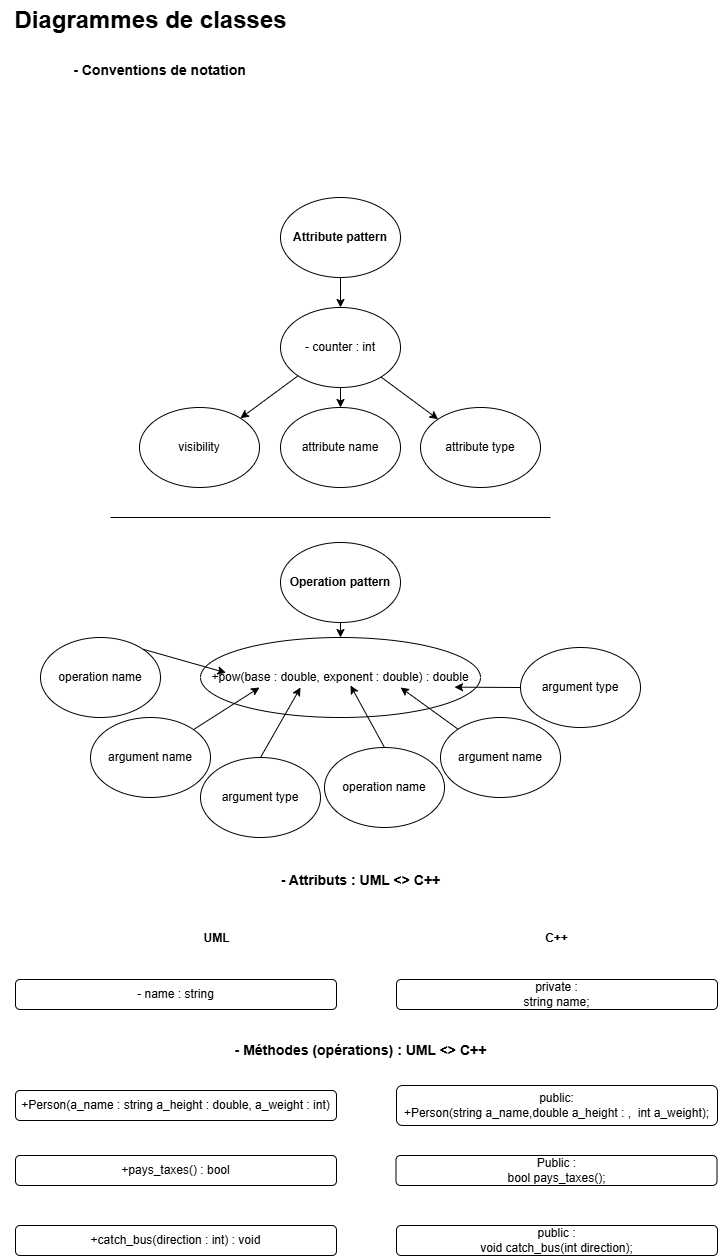 Diagrammes de classes
- Conventions de notation
Attribute pattern
- counter : int
visibility
attribute name
attribute type
Operation pattern
operation name
+pow(base : double, exponent : double) : double
argument type
argument name
argument type
operation name
argument name
- Attributs : UML <> C++
UML
C++
- name : string
private :
string name;
- Méthodes (opérations) : UML <> C++
+Person(a_name : string a_height : double, a_weight : int)
public:
+Person(string a_name,double a_height : , int a_weight);
+pays_taxes() : bool
Public :
bool pays_taxes();
+catch_bus(direction : int) : void
public :
void catch_bus(int direction);